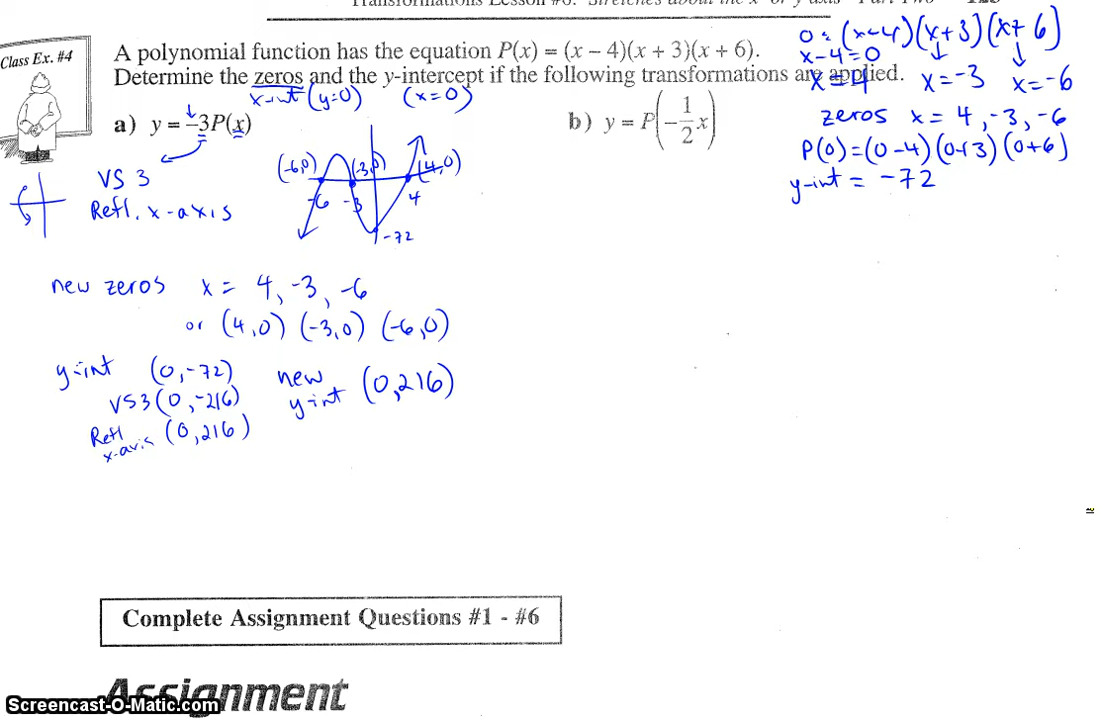 Transformations Lesson #6: Stretches about the x- or y-axis - Part Two
Class Ex. #4
A polynomial function has the equation P(x) = (x − 4)(x + 3)(x + 6).
Determine the zeros and the y-intercept if the following transformations are applied.
x-int (y=0) (x=0)
a) y = −3P(x)
b) y = P(−1/2x)
0 = (x-4)(x+3)(x+6)
x-4=0
x=4 x=-3 x=-6
zeros x = 4, -3, -6
P(0)=(0-4)(0+3)(0+6)
y-int = -72
VS 3
Refl. x-axis
(-6,0) (-3,0) (4,0)
-6 -3 4
-72
new zeros x = 4, -3, -6
or (4,0) (-3,0) (-6,0)
y-int (0,-72)
VS3 (0,-216)
Refl x-axis (0,216)
new y-int (0,216)
Complete Assignment Questions #1 - #6
Assignment
Screencast-O-Matic.com